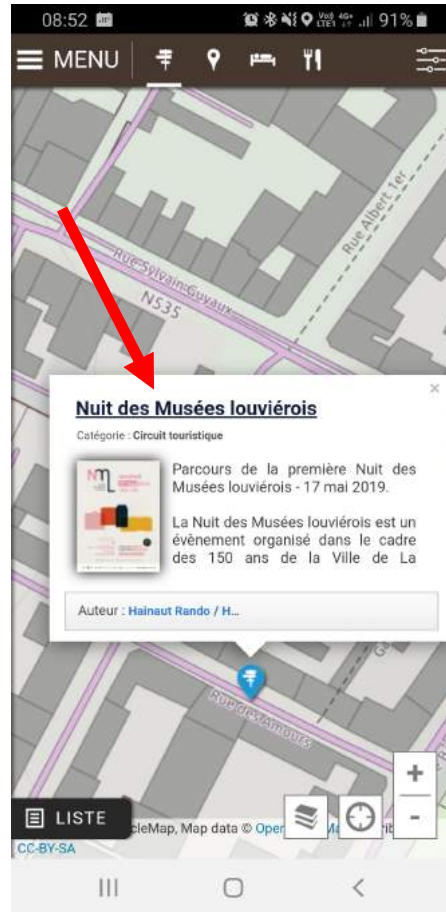 08:52 91%
MENU
Rue Albert 1er
Rue Sylvain Guyaux
N535
Nuit des Musées louviérois
Catégorie : Circuit touristique
Parcours de la première Nuit des
Musées louviérois - 17 mai 2019.
La Nuit des Musées louviérois est un
évènement organisé dans le cadre
des 150 ans de la Ville de La
Auteur : Hainaut Rando / H...
Rue des Amours
+
-
LISTE
cleMap, Map data © Open
CC-BY-SA